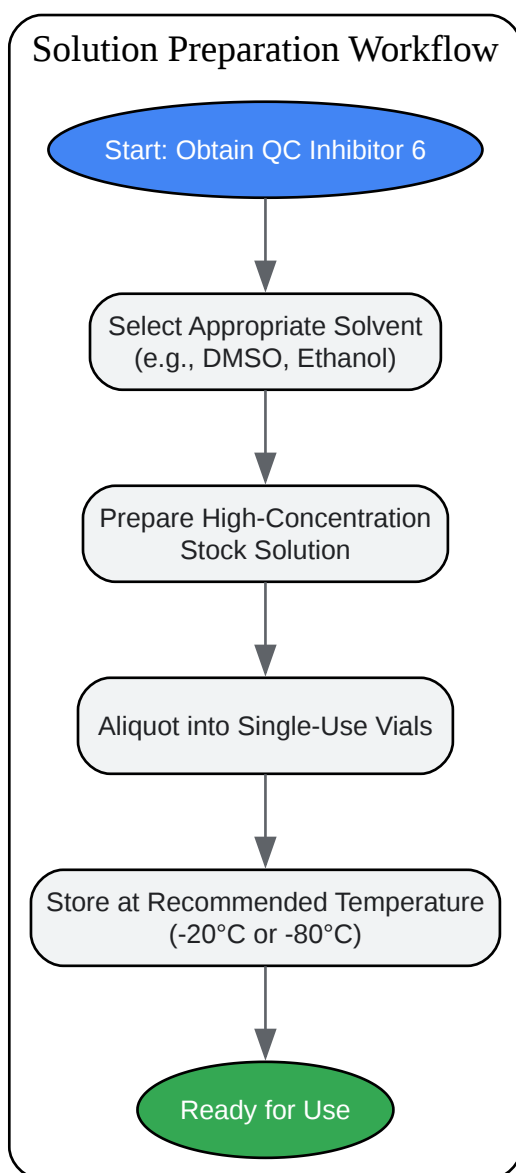 Solution Preparation Workflow
Start: Obtain QC Inhibitor 6
Select Appropriate Solvent
(e.g., DMSO, Ethanol)
Prepare High-Concentration
Stock Solution
Aliquot into Single-Use Vials
Store at Recommended Temperature
(-20°C or -80°C)
Ready for Use